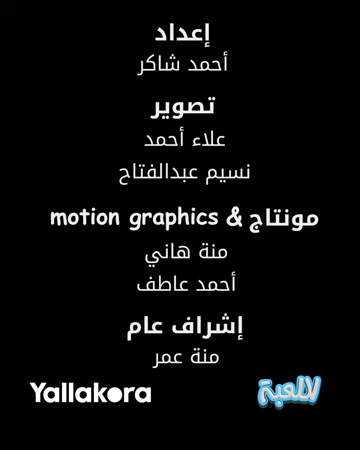 إعداد
أحمد شاكر
تصوير
علاء أحمد
نسيم عبدالفتاح
مونتاج & motion graphics
منة هاني
أحمد عاطف
إشراف عام
منة عمر
Yallakora
اللعيبة